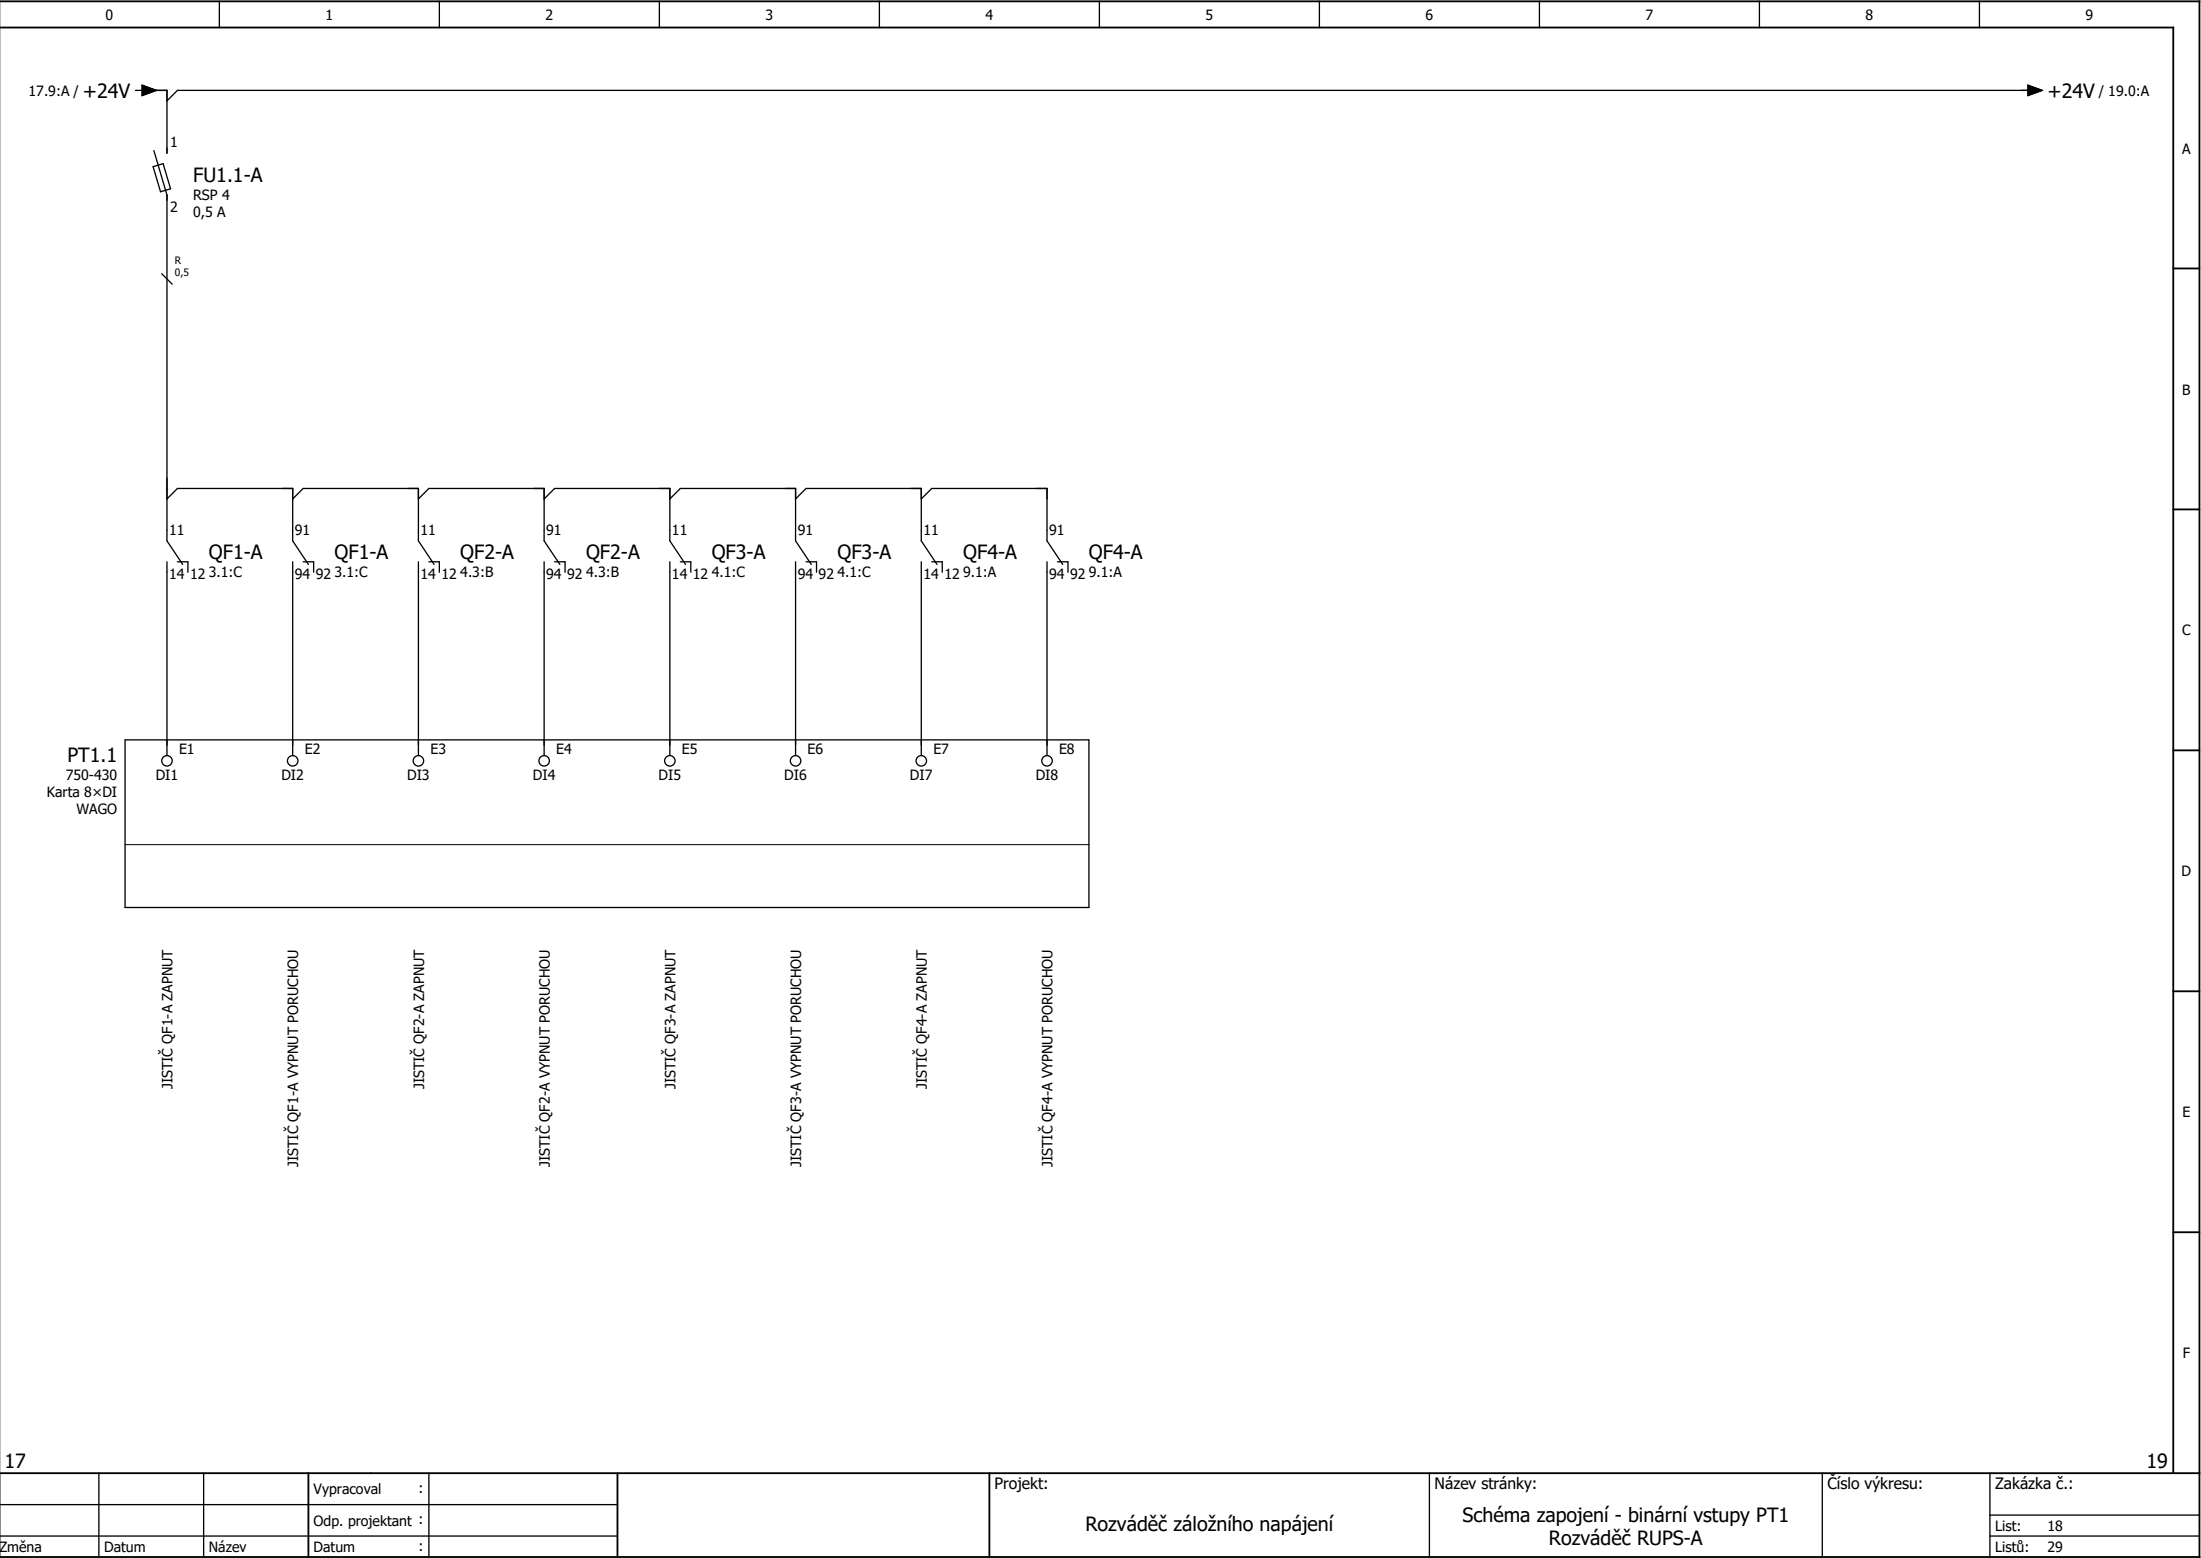 0 1 2 3 4 5 6 7 8 9
17.9:A / +24V
+24V / 19.0:A
A
1
FU1.1-A
RSP 4
0,5 A
2
R
0,5
B
11 91 11 91 11 91 11 91
QF1-A QF1-A QF2-A QF2-A QF3-A QF3-A QF4-A QF4-A
14 12 3.1:C 94 92 3.1:C 14 12 4.3:B 94 92 4.3:B 14 12 4.1:C 94 92 4.1:C 14 12 9.1:A 94 92 9.1:A
C
PT1.1
750-430
Karta 8×DI
WAGO
E1 E2 E3 E4 E5 E6 E7 E8
DI1 DI2 DI3 DI4 DI5 DI6 DI7 DI8
D
JISTIČ QF1-A ZAPNUT
JISTIČ QF1-A VYPNUT PORUCHOU
JISTIČ QF2-A ZAPNUT
JISTIČ QF2-A VYPNUT PORUCHOU
JISTIČ QF3-A ZAPNUT
JISTIČ QF3-A VYPNUT PORUCHOU
JISTIČ QF4-A ZAPNUT
JISTIČ QF4-A VYPNUT PORUCHOU
E
F
17
19
Vypracoval :
Odp. projektant :
Změna Datum Název Datum :
Projekt:
Rozváděč záložního napájení
Název stránky:
Schéma zapojení - binární vstupy PT1
Rozváděč RUPS-A
Číslo výkresu:
Zakázka č.:
List: 18
Listů: 29